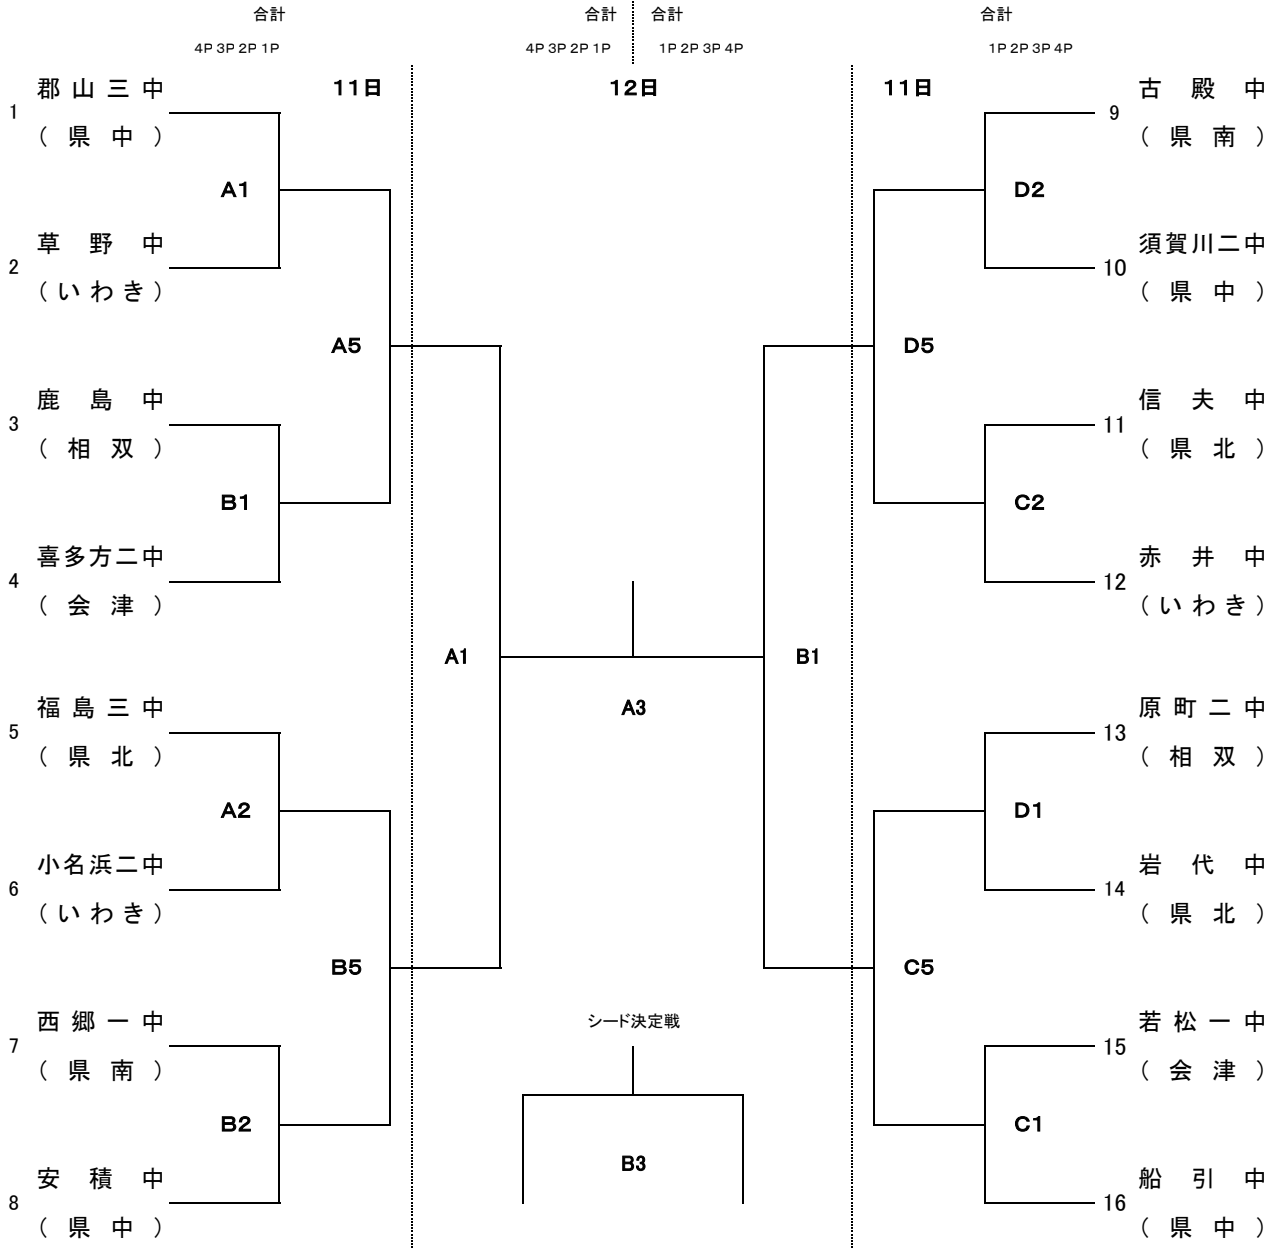 合計 合計 合計 合計
4P 3P 2P 1P 4P 3P 2P 1P 1P 2P 3P 4P 1P 2P 3P 4P
11日 12日 11日
郡山三中 古殿中
1 9
(県中) (県南)
A1 D2
草野中 須賀川二中
2 10
(いわき) (県中)
A5 D5
鹿島中 信夫中
3 11
(相双) (県北)
B1 C2
喜多方二中 赤井中
4 12
(会津) (いわき)
A1 B1
A3
福島三中 原町二中
5 13
(県北) (相双)
A2 D1
小名浜二中 岩代中
6 14
(いわき) (県北)
B5 C5
シード決定戦
西郷一中 若松一中
7 15
(県南) (会津)
B2 C1
B3
安積中 船引中
8 16
(県中) (県中)